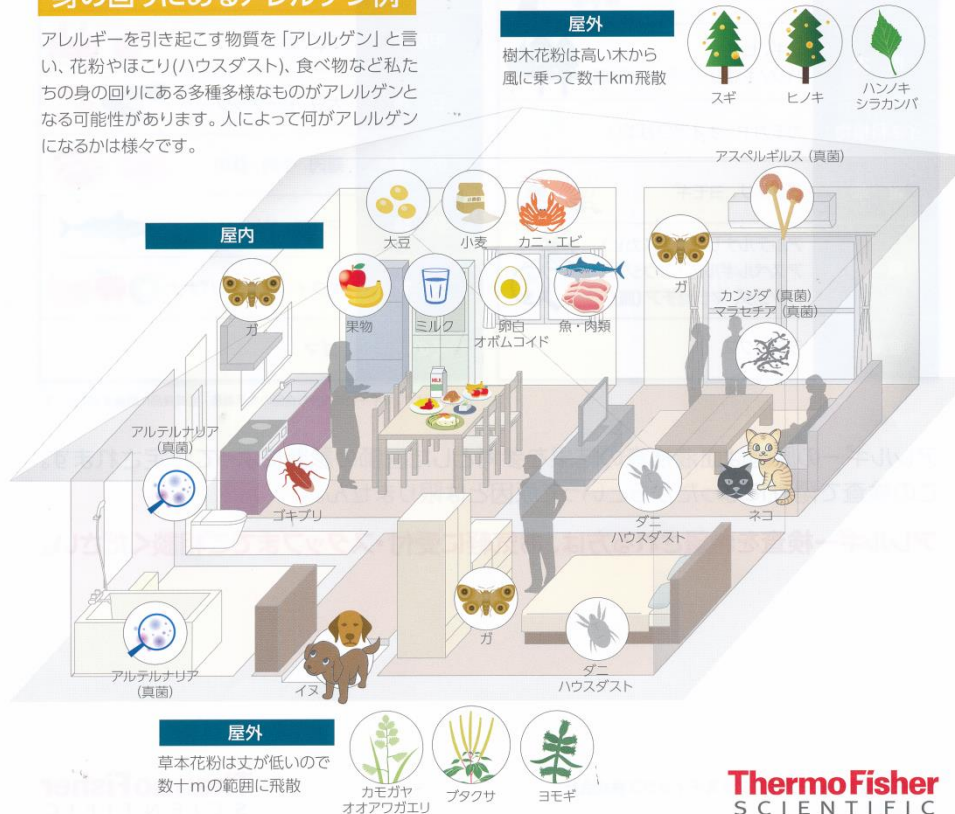 身の回りにあるアレルゲン例
アレルギーを引き起こす物質を「アレルゲン」と言
い、花粉やほこり(ハウスダスト)、食べ物など私た
ちの身の回りにある多種多様なものがアレルゲンと
なる可能性があります。人によって何がアレルゲン
になるかは様々です。
屋外
樹木花粉は高い木から
風に乗って数十km飛散
スギ
ヒノキ
ハンノキ
シラカンバ
アスペルギルス (真菌)
屋内
大豆
小麦
カニ・エビ
ガ
果物
ミルク
卵白
オボムコイド
魚・肉類
ガ
カンジダ (真菌)
マラセチア (真菌)
MILK
アルテルナリア
(真菌)
ゴキブリ
ダニ
ハウスダスト
ネコ
アルテルナリア
(真菌)
イヌ
ガ
ダニ
ハウスダスト
屋外
草本花粉は丈が低いので
数十mの範囲に飛散
カモガヤ
オオアワガエリ
ブタクサ
ヨモギ
ThermoFisher
SCIENTIFIC